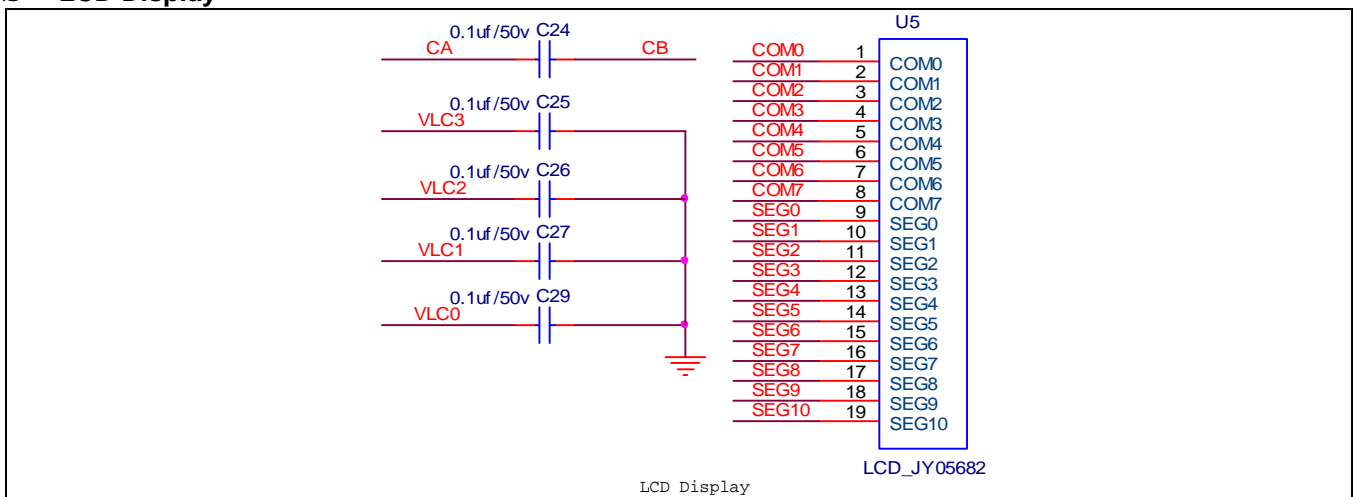 LCD Display
0.1uf/50v C24
CA CB
0.1uf/50v C25
VLC3
0.1uf/50v C26
VLC2
0.1uf/50v C27
VLC1
0.1uf/50v C29
VLC0
U5
COM0 1 COM0
COM1 2 COM1
COM2 3 COM2
COM3 4 COM3
COM4 5 COM4
COM5 6 COM5
COM6 7 COM6
COM7 8 COM7
SEG0 9 SEG0
SEG1 10 SEG1
SEG2 11 SEG2
SEG3 12 SEG3
SEG4 13 SEG4
SEG5 14 SEG5
SEG6 15 SEG6
SEG7 16 SEG7
SEG8 17 SEG8
SEG9 18 SEG9
SEG10 19 SEG10
LCD_JY05682
LCD Display